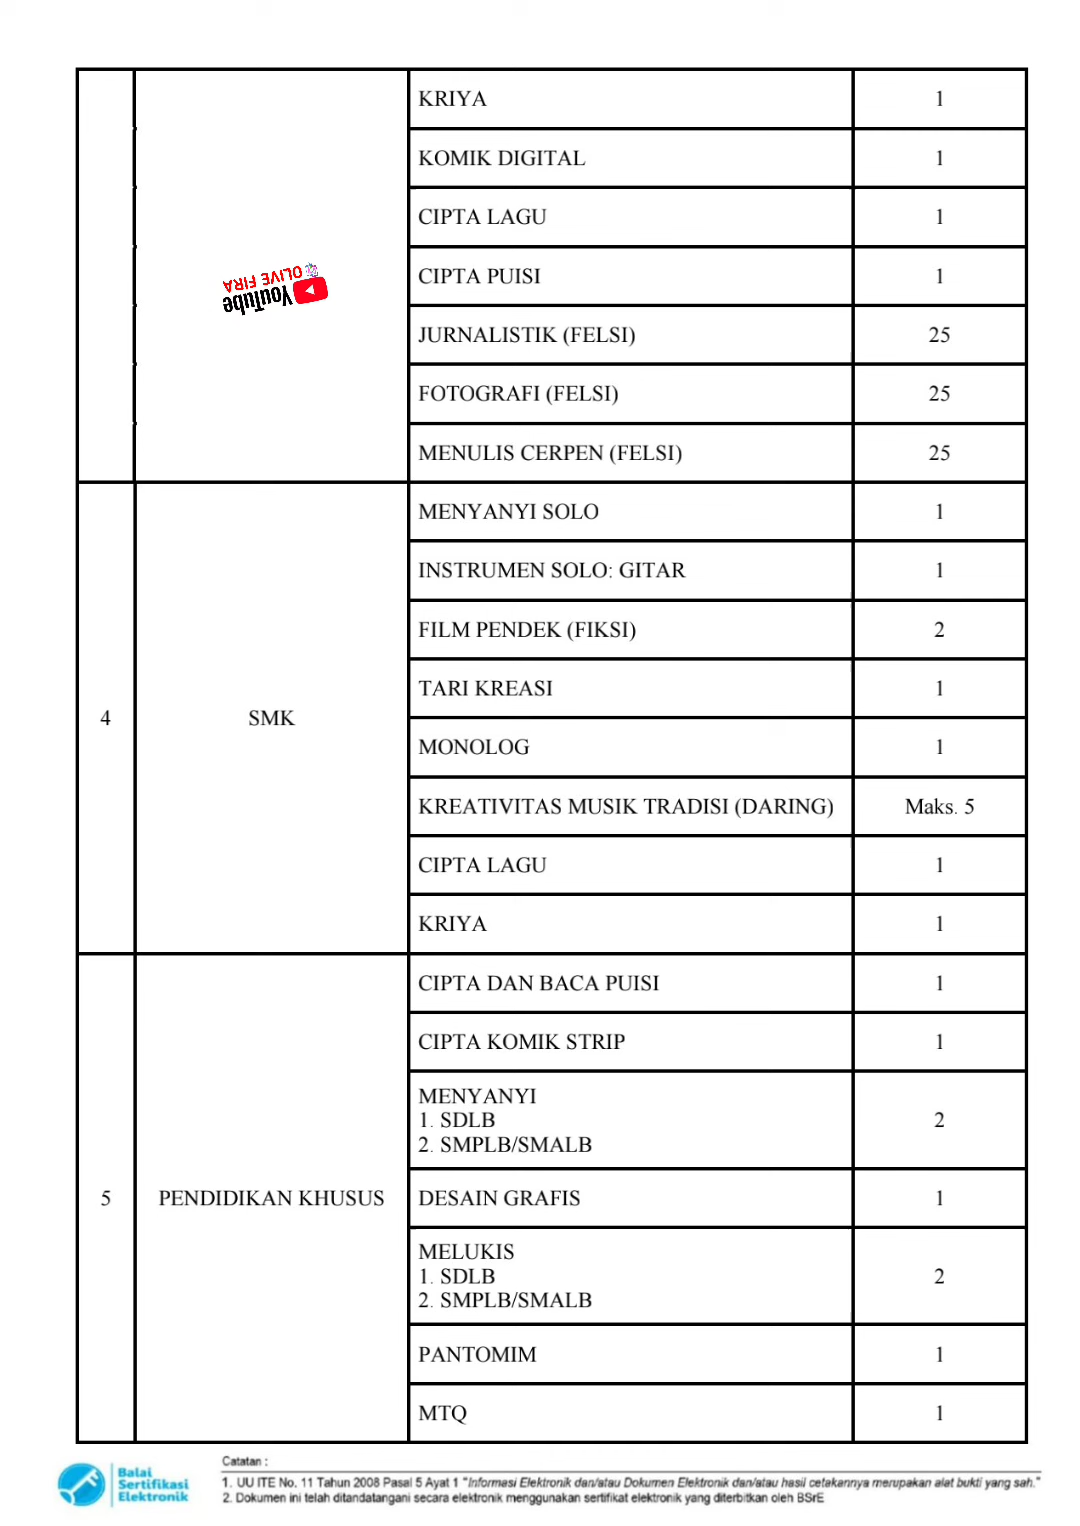 KRIYA 1
KOMIK DIGITAL 1
CIPTA LAGU 1
CIPTA PUISI 1
OLIVE FIRA
YouTube
JURNALISTIK (FELSI) 25
FOTOGRAFI (FELSI) 25
MENULIS CERPEN (FELSI) 25
4 SMK
MENYANYI SOLO 1
INSTRUMEN SOLO: GITAR 1
FILM PENDEK (FIKSI) 2
TARI KREASI 1
MONOLOG 1
KREATIVITAS MUSIK TRADISI (DARING) Maks. 5
CIPTA LAGU 1
KRIYA 1
5 PENDIDIKAN KHUSUS
CIPTA DAN BACA PUISI 1
CIPTA KOMIK STRIP 1
MENYANYI
1. SDLB
2. SMPLB/SMALB
2
DESAIN GRAFIS 1
MELUKIS
1. SDLB
2. SMPLB/SMALB
2
PANTOMIM 1
MTQ 1
Balai
Sertifikasi
Elektronik
Catatan :
1. UU ITE No. 11 Tahun 2008 Pasal 5 Ayat 1 "Informasi Elektronik dan/atau Dokumen Elektronik dan/atau hasil cetakannya merupakan alat bukti yang sah."
2. Dokumen ini telah ditandatangani secara elektronik menggunakan sertifikat elektronik yang diterbitkan oleh BSrE